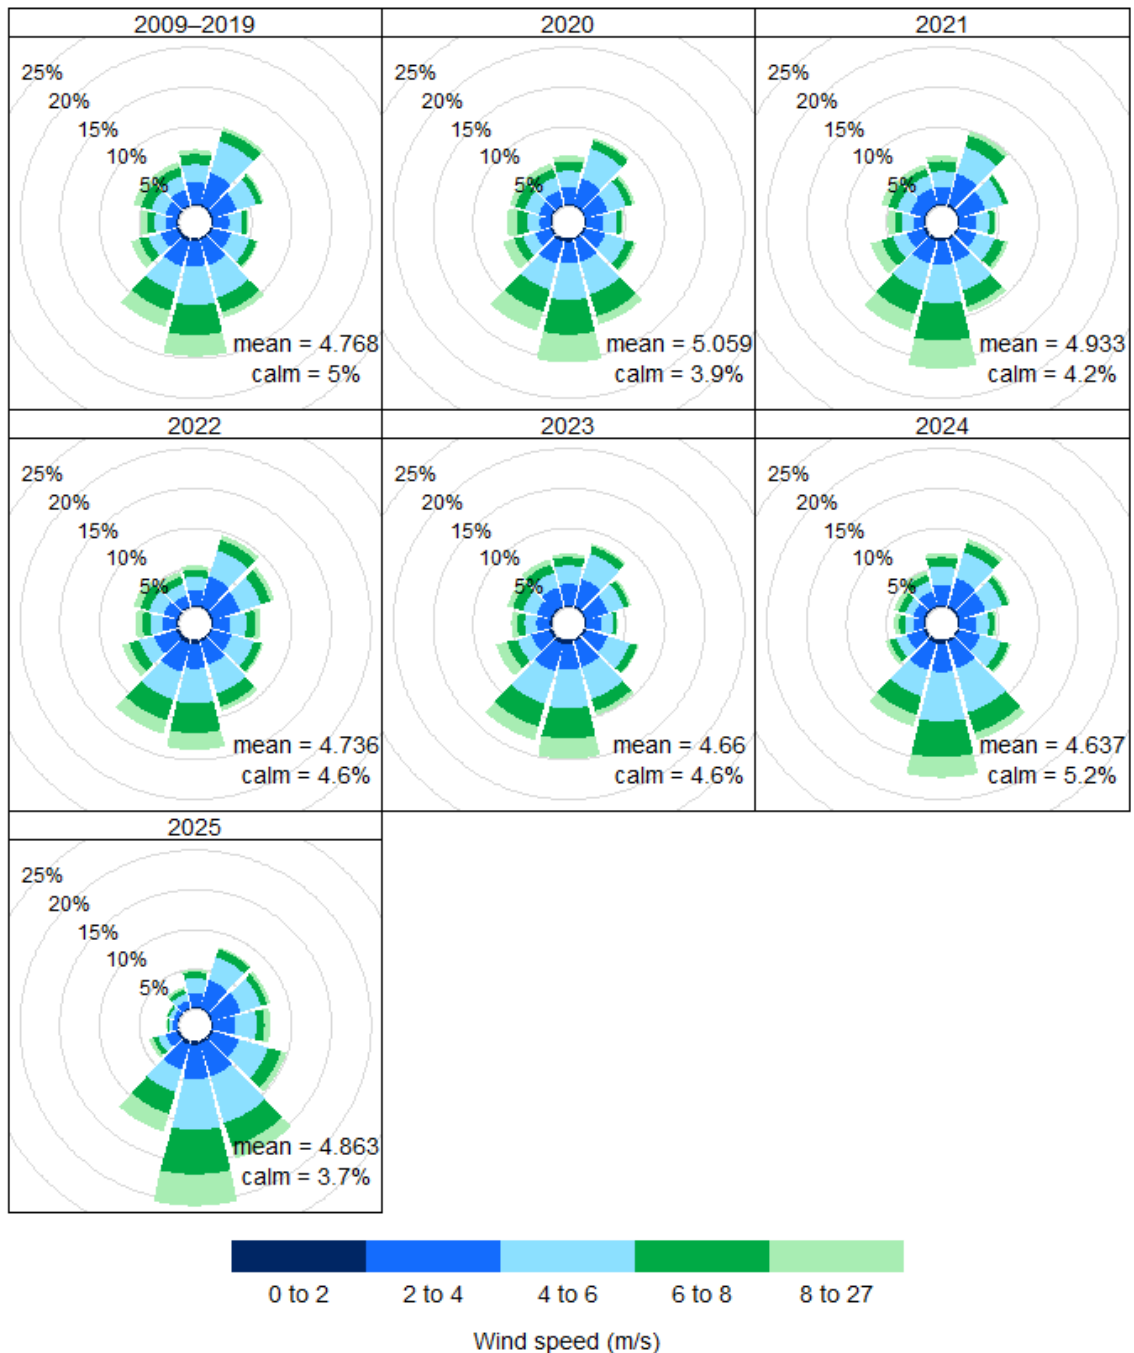 2009–2019 2020 2021
25% 25% 25%
20% 20% 20%
15% 15% 15%
10% 10% 10%
5% 5% 5%
mean = 4.768 mean = 5.059 mean = 4.933
calm = 5% calm = 3.9% calm = 4.2%
2022 2023 2024
25% 25% 25%
20% 20% 20%
15% 15% 15%
10% 10% 10%
5% 5% 5%
mean = 4.736 mean = 4.66 mean = 4.637
calm = 4.6% calm = 4.6% calm = 5.2%
2025
25%
20%
15%
10%
5%
mean = 4.863
calm = 3.7%
0 to 2 2 to 4 4 to 6 6 to 8 8 to 27
Wind speed (m/s)